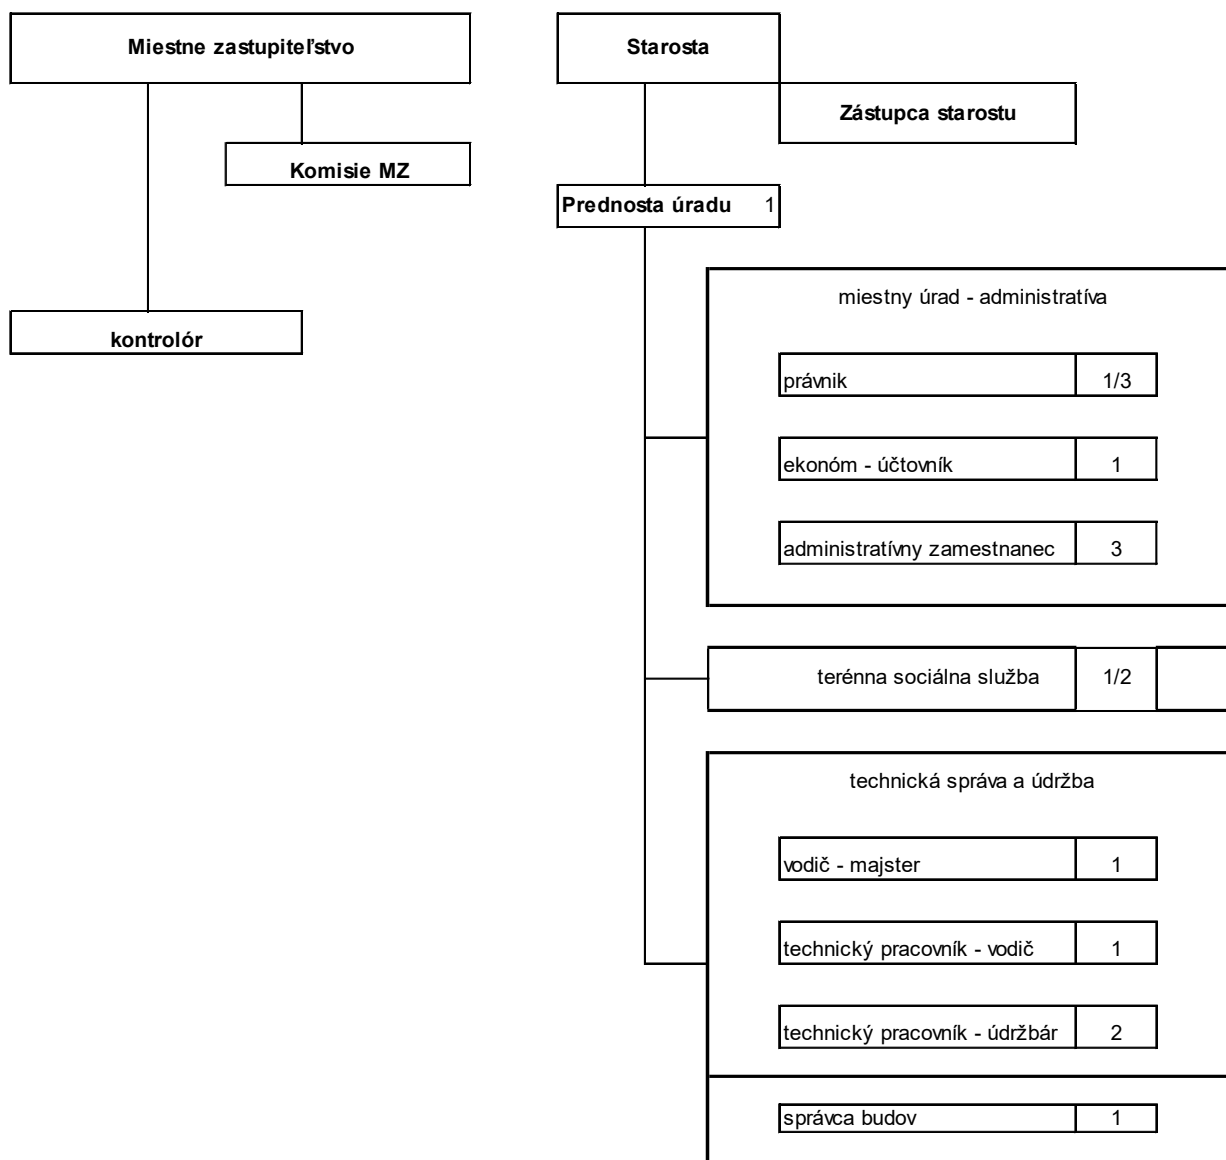 Miestne zastupiteľstvo
Starosta
Zástupca starostu
Komisie MZ
Prednosta úradu 1
miestny úrad - administratíva
kontrolór
právnik 1/3
ekonóm - účtovník 1
administratívny zamestnanec 3
terénna sociálna služba 1/2
technická správa a údržba
vodič - majster 1
technický pracovník - vodič 1
technický pracovník - údržbár 2
správca budov 1